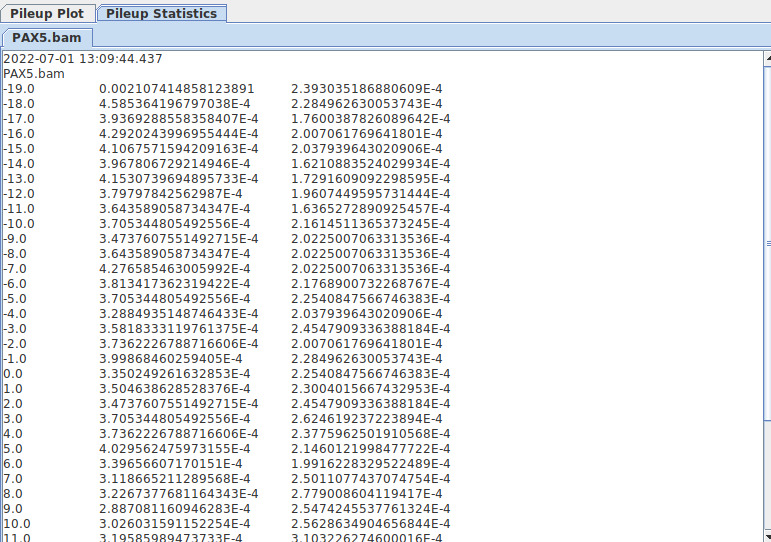 Pileup Plot Pileup Statistics
PAX5.bam
2022-07-01 13:09:44.437
PAX5.bam
-19.0 0.002107414858123891 2.393035186880609E-4
-18.0 4.585364196797038E-4 2.284962630053743E-4
-17.0 3.9369288558358407E-4 1.7600387826089642E-4
-16.0 4.2920243996955444E-4 2.007061769641801E-4
-15.0 4.1067571594209163E-4 2.037939643020906E-4
-14.0 3.967806729214946E-4 1.6210883524029934E-4
-13.0 4.1530739694895733E-4 1.7291609092298595E-4
-12.0 3.79797842562987E-4 1.9607449595731444E-4
-11.0 3.643589058734347E-4 1.6365272890925457E-4
-10.0 3.705344805492556E-4 2.1614511365373245E-4
-9.0 3.4737607551492715E-4 2.0225007063313536E-4
-8.0 3.643589058734347E-4 2.0225007063313536E-4
-7.0 4.276585463005992E-4 2.0225007063313536E-4
-6.0 3.813417362319422E-4 2.1768900732268767E-4
-5.0 3.705344805492556E-4 2.2540847566746383E-4
-4.0 3.2884935148746433E-4 2.037939643020906E-4
-3.0 3.5818333119761375E-4 2.4547909336388184E-4
-2.0 3.7362226788716606E-4 2.007061769641801E-4
-1.0 3.99868460259405E-4 2.284962630053743E-4
0.0 3.350249261632853E-4 2.2540847566746383E-4
1.0 3.504638628528376E-4 2.3004015667432953E-4
2.0 3.4737607551492715E-4 2.4547909336388184E-4
3.0 3.705344805492556E-4 2.624619237223894E-4
4.0 3.7362226788716606E-4 2.3775962501910568E-4
5.0 4.029562475973155E-4 2.1460121998477722E-4
6.0 3.39656607170151E-4 1.9916228329522489E-4
7.0 3.118665211289568E-4 2.5011077437074754E-4
8.0 3.2267377681164343E-4 2.779008604119417E-4
9.0 2.887081160946283E-4 2.5474245537761324E-4
10.0 3.026031591152254E-4 2.5628634904656844E-4
11.0 3.19585989473733E-4 3.103226274600016E-4